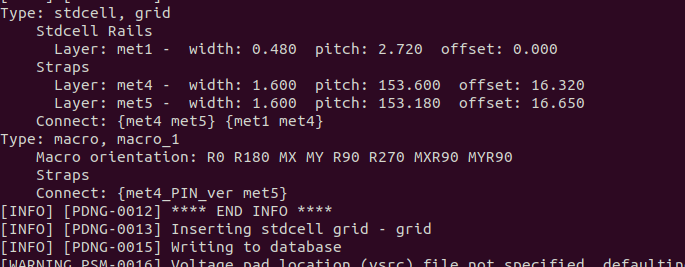 Type: stdcell, grid
    Stdcell Rails
      Layer: met1 -  width: 0.480  pitch: 2.720  offset: 0.000
    Straps
      Layer: met4 -  width: 1.600  pitch: 153.600  offset: 16.320
      Layer: met5 -  width: 1.600  pitch: 153.180  offset: 16.650
    Connect: {met4 met5} {met1 met4}
Type: macro, macro_1
    Macro orientation: R0 R180 MX MY R90 R270 MXR90 MYR90
    Straps
    Connect: {met4_PIN_ver met5}
[INFO] [PDNG-0012] **** END INFO ****
[INFO] [PDNG-0013] Inserting stdcell grid - grid
[INFO] [PDNG-0015] Writing to database
[WARNING PSM-0016] Voltage pad location (vsrc) file not specified, defaultin